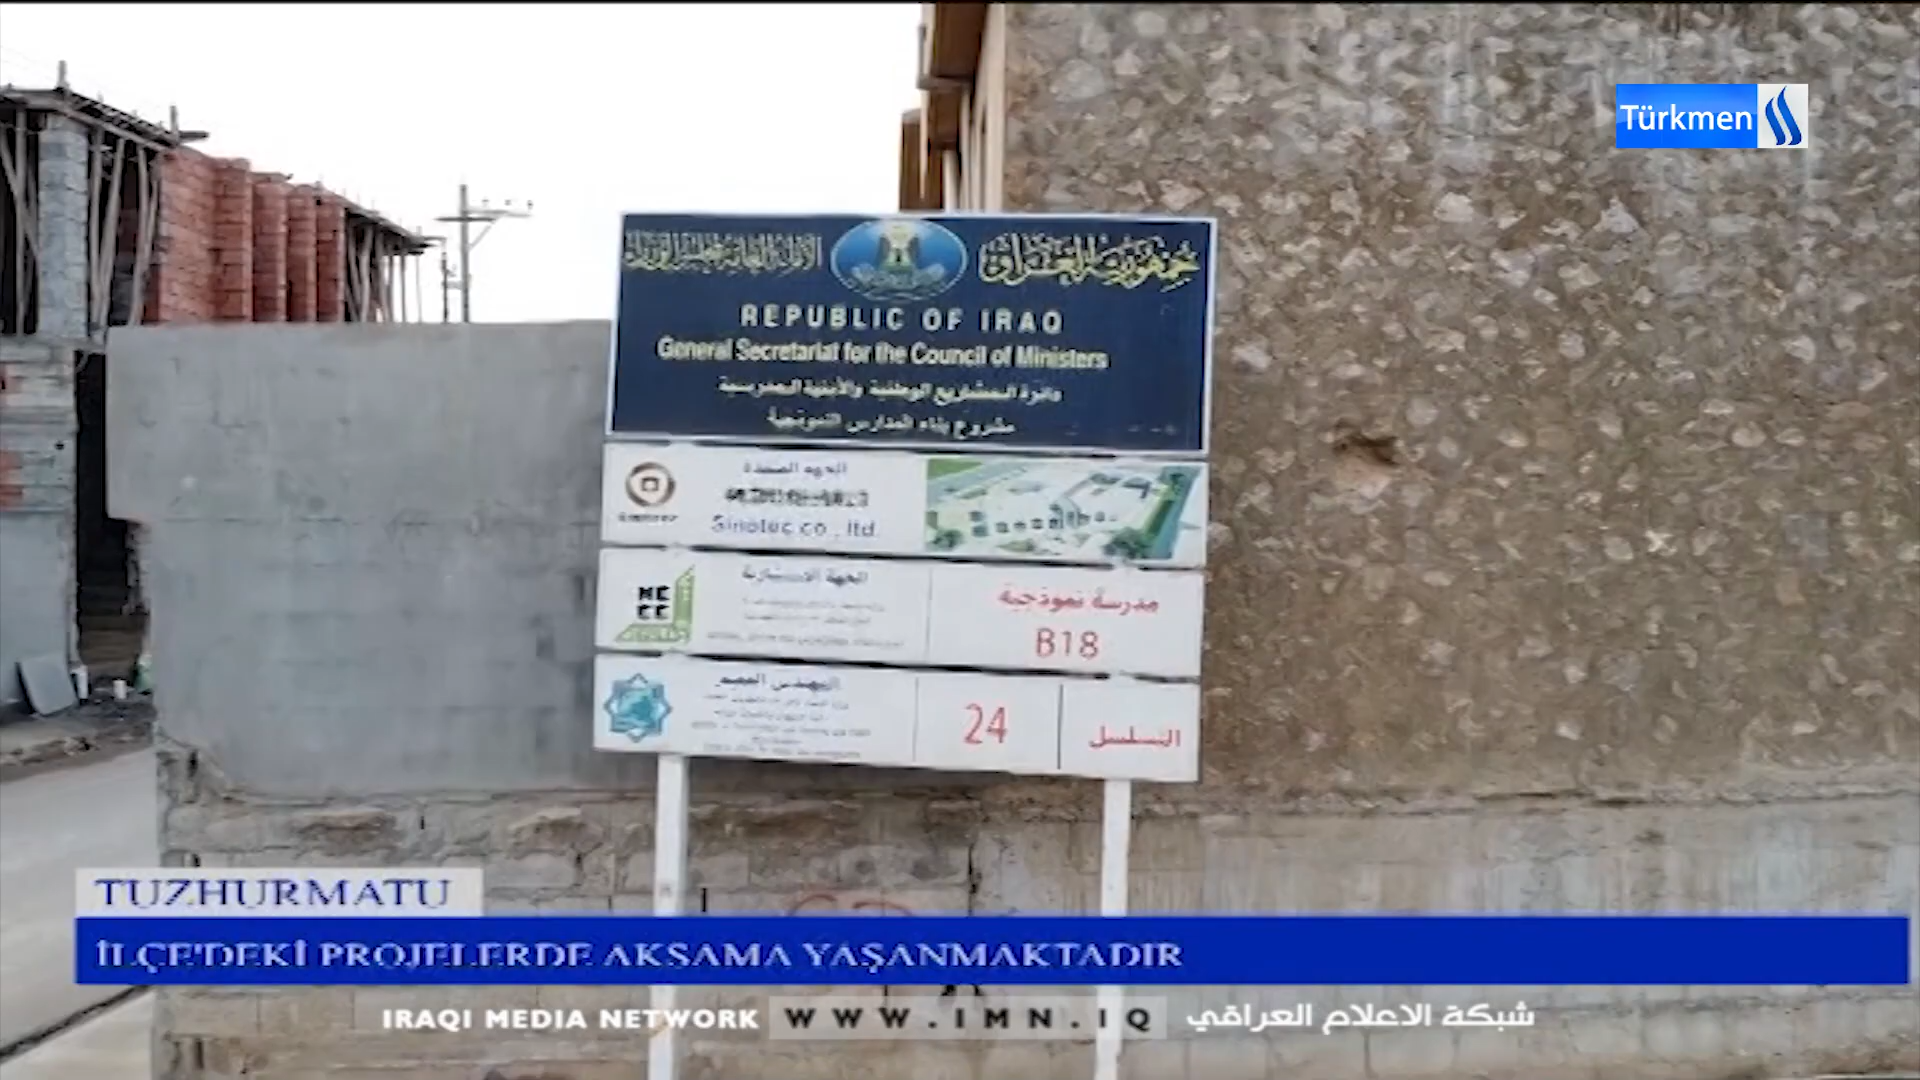 Türkmen
جمهورية العراق
الأمانة العامة لمجلس الوزراء
REPUBLIC OF IRAQ
General Secretariat for the Council of Ministers
دائرة المشاريع الوطنية والأبنية المدرسية
مشروع بناء المدارس النموذجية
الجهة المنفذة
co., ltd.
الجهة الاستشارية
مدرسة نموذجية
B18
المهندس المقيم
24
التسلسل
TUZHURMATU
İLÇE'DEKİ PROJELERDE AKSAMA YAŞANMAKTADIR
IRAQI MEDIA NETWORK WWW.IMN.IQ شبكة الاعلام العراقي